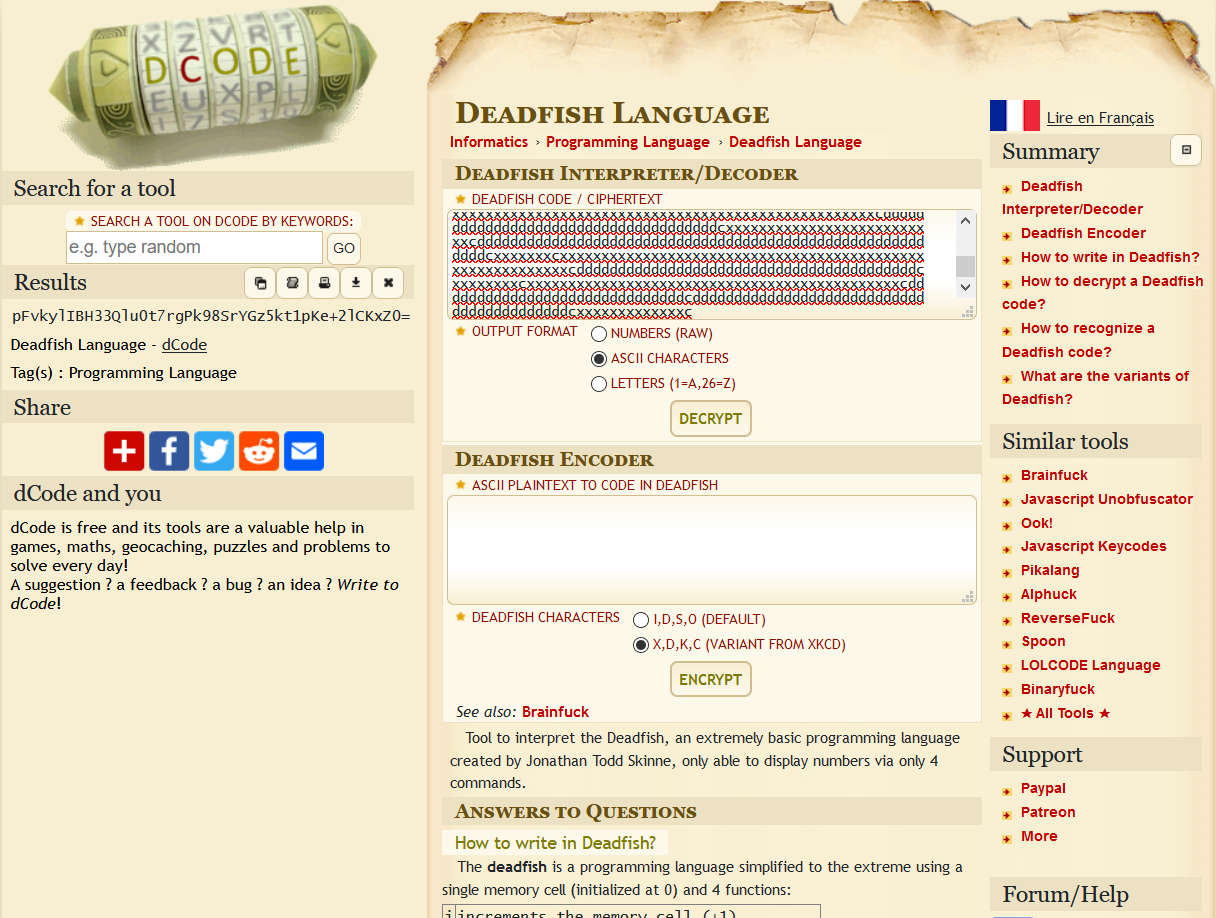 X Z V R T
D C O D E
Search for a tool
SEARCH A TOOL ON DCODE BY KEYWORDS:
e.g. type random
GO
Results
pFvkylIBH33QluOt7rgPk98SrYGz5kt1pKe+2lCKxZ0=
Deadfish Language - dCode
Tag(s) : Programming Language
Share
dCode and you
dCode is free and its tools are a valuable help in
games, maths, geocaching, puzzles and problems to
solve every day!
A suggestion ? a feedback ? a bug ? an idea ? Write to
dCode!
Deadfish Language
Informatics › Programming Language › Deadfish Language
Deadfish Interpreter/Decoder
DEADFISH CODE / CIPHERTEXT
OUTPUT FORMAT NUMBERS (RAW)
ASCII CHARACTERS
LETTERS (1=A,26=Z)
DECRYPT
Deadfish Encoder
ASCII PLAINTEXT TO CODE IN DEADFISH
DEADFISH CHARACTERS I,D,S,O (DEFAULT)
X,D,K,C (VARIANT FROM XKCD)
ENCRYPT
See also: Brainfuck
Tool to interpret the Deadfish, an extremely basic programming language
created by Jonathan Todd Skinne, only able to display numbers via only 4
commands.
Answers to Questions
How to write in Deadfish?
The deadfish is a programming language simplified to the extreme using a
single memory cell (initialized at 0) and 4 functions:
i increments the memory cell (+1)
Lire en Français
Summary
Deadfish
Interpreter/Decoder
Deadfish Encoder
How to write in Deadfish?
How to decrypt a Deadfish
code?
How to recognize a
Deadfish code?
What are the variants of
Deadfish?
Similar tools
Brainfuck
Javascript Unobfuscator
Ook!
Javascript Keycodes
Pikalang
Alphuck
ReverseFuck
Spoon
LOLCODE Language
Binaryfuck
★ All Tools ★
Support
Paypal
Patreon
More
Forum/Help